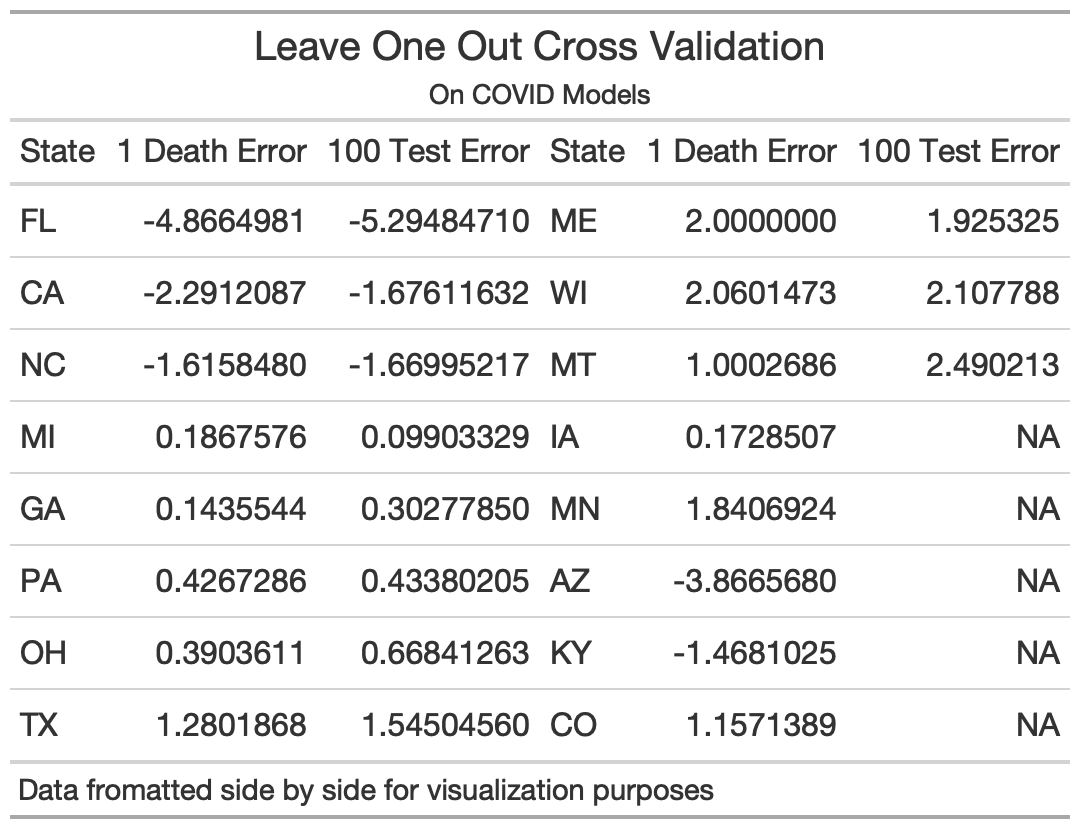 Leave One Out Cross Validation
On COVID Models
State 1 Death Error 100 Test Error State 1 Death Error 100 Test Error
FL -4.8664981 -5.29484710 ME 2.0000000 1.925325
CA -2.2912087 -1.67611632 WI 2.0601473 2.107788
NC -1.6158480 -1.66995217 MT 1.0002686 2.490213
MI 0.1867576 0.09903329 IA 0.1728507 NA
GA 0.1435544 0.30277850 MN 1.8406924 NA
PA 0.4267286 0.43380205 AZ -3.8665680 NA
OH 0.3903611 0.66841263 KY -1.4681025 NA
TX 1.2801868 1.54504560 CO 1.1571389 NA
Data fromatted side by side for visualization purposes